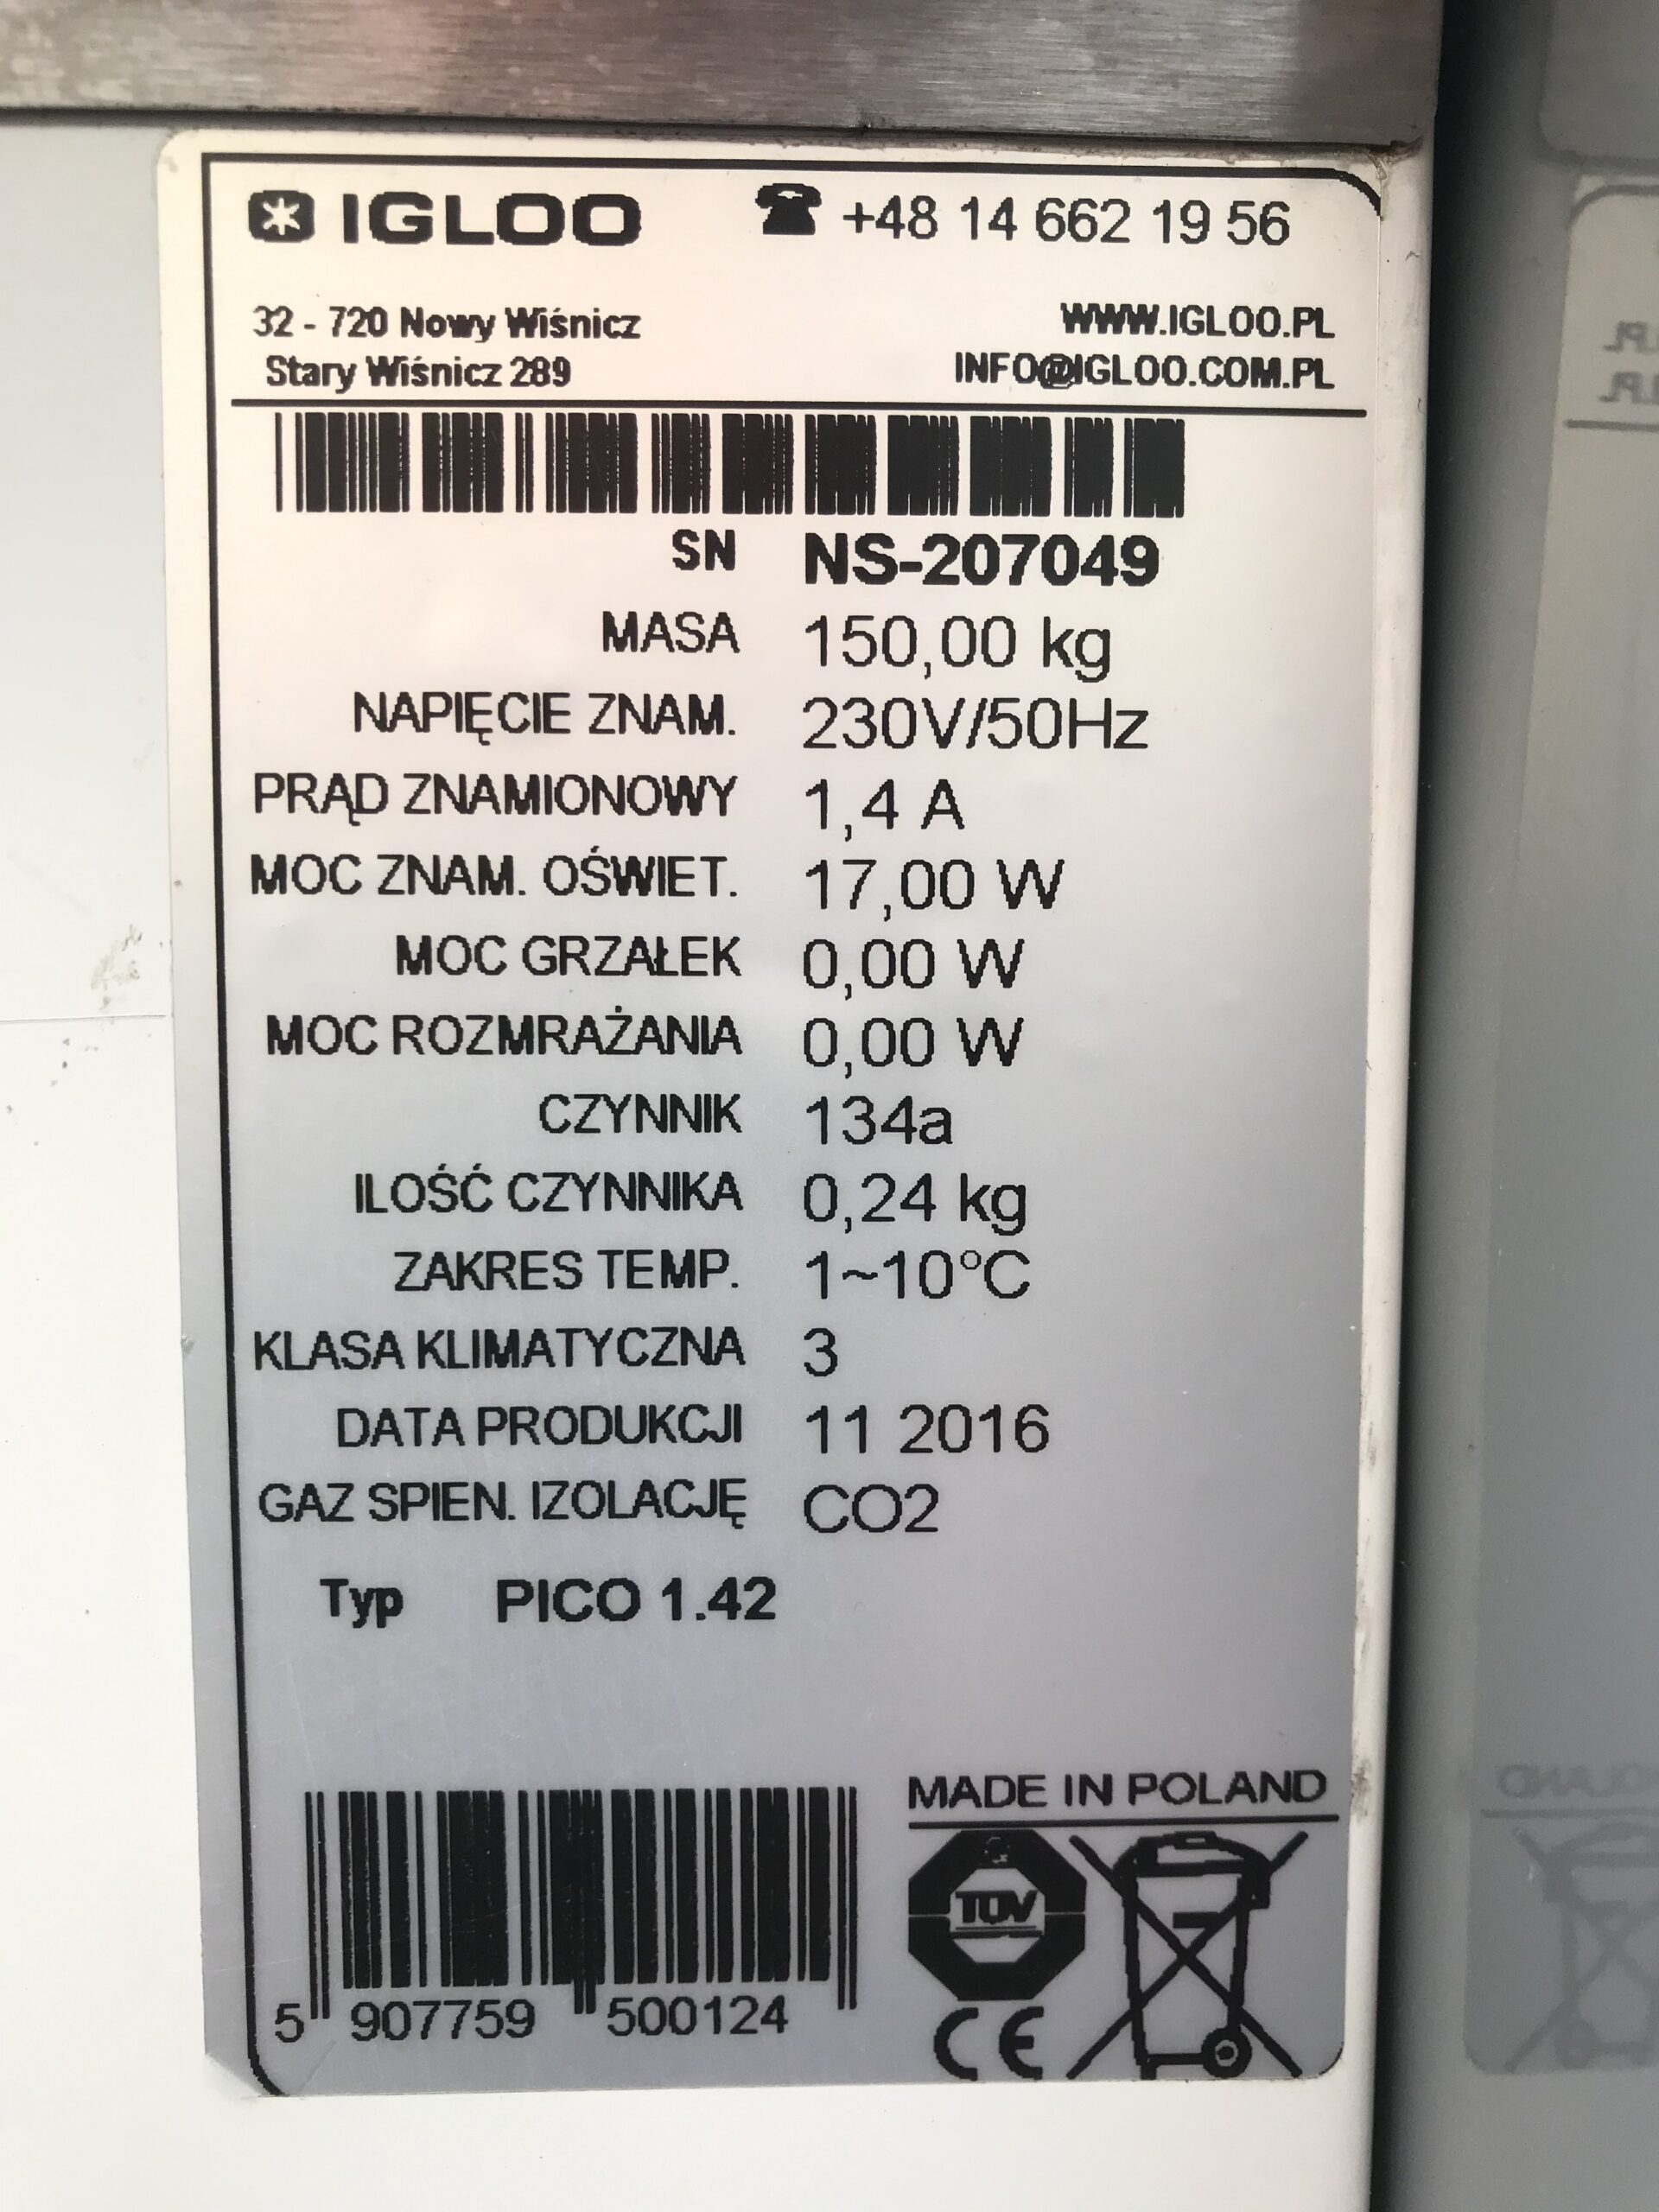 IGLOO +48 14 662 19 56
32 - 720 Nowy Wiśnicz WWW.IGLOO.PL
Stary Wiśnicz 289 INFO@IGLOO.COM.PL
SN NS-207049
MASA 150,00 kg
NAPIĘCIE ZNAM. 230V/50Hz
PRĄD ZNAMIONOWY 1,4 A
MOC ZNAM. OŚWIET. 17,00 W
MOC GRZAŁEK 0,00 W
MOC ROZMRAŻANIA 0,00 W
CZYNNIK 134a
ILOŚĆ CZYNNIKA 0,24 kg
ZAKRES TEMP. 1~10°C
KLASA KLIMATYCZNA 3
DATA PRODUKCJI 11 2016
GAZ SPIEN. IZOLACJĘ CO2
Typ PICO 1.42
MADE IN POLAND
TÜV
CE
5 907759 500124